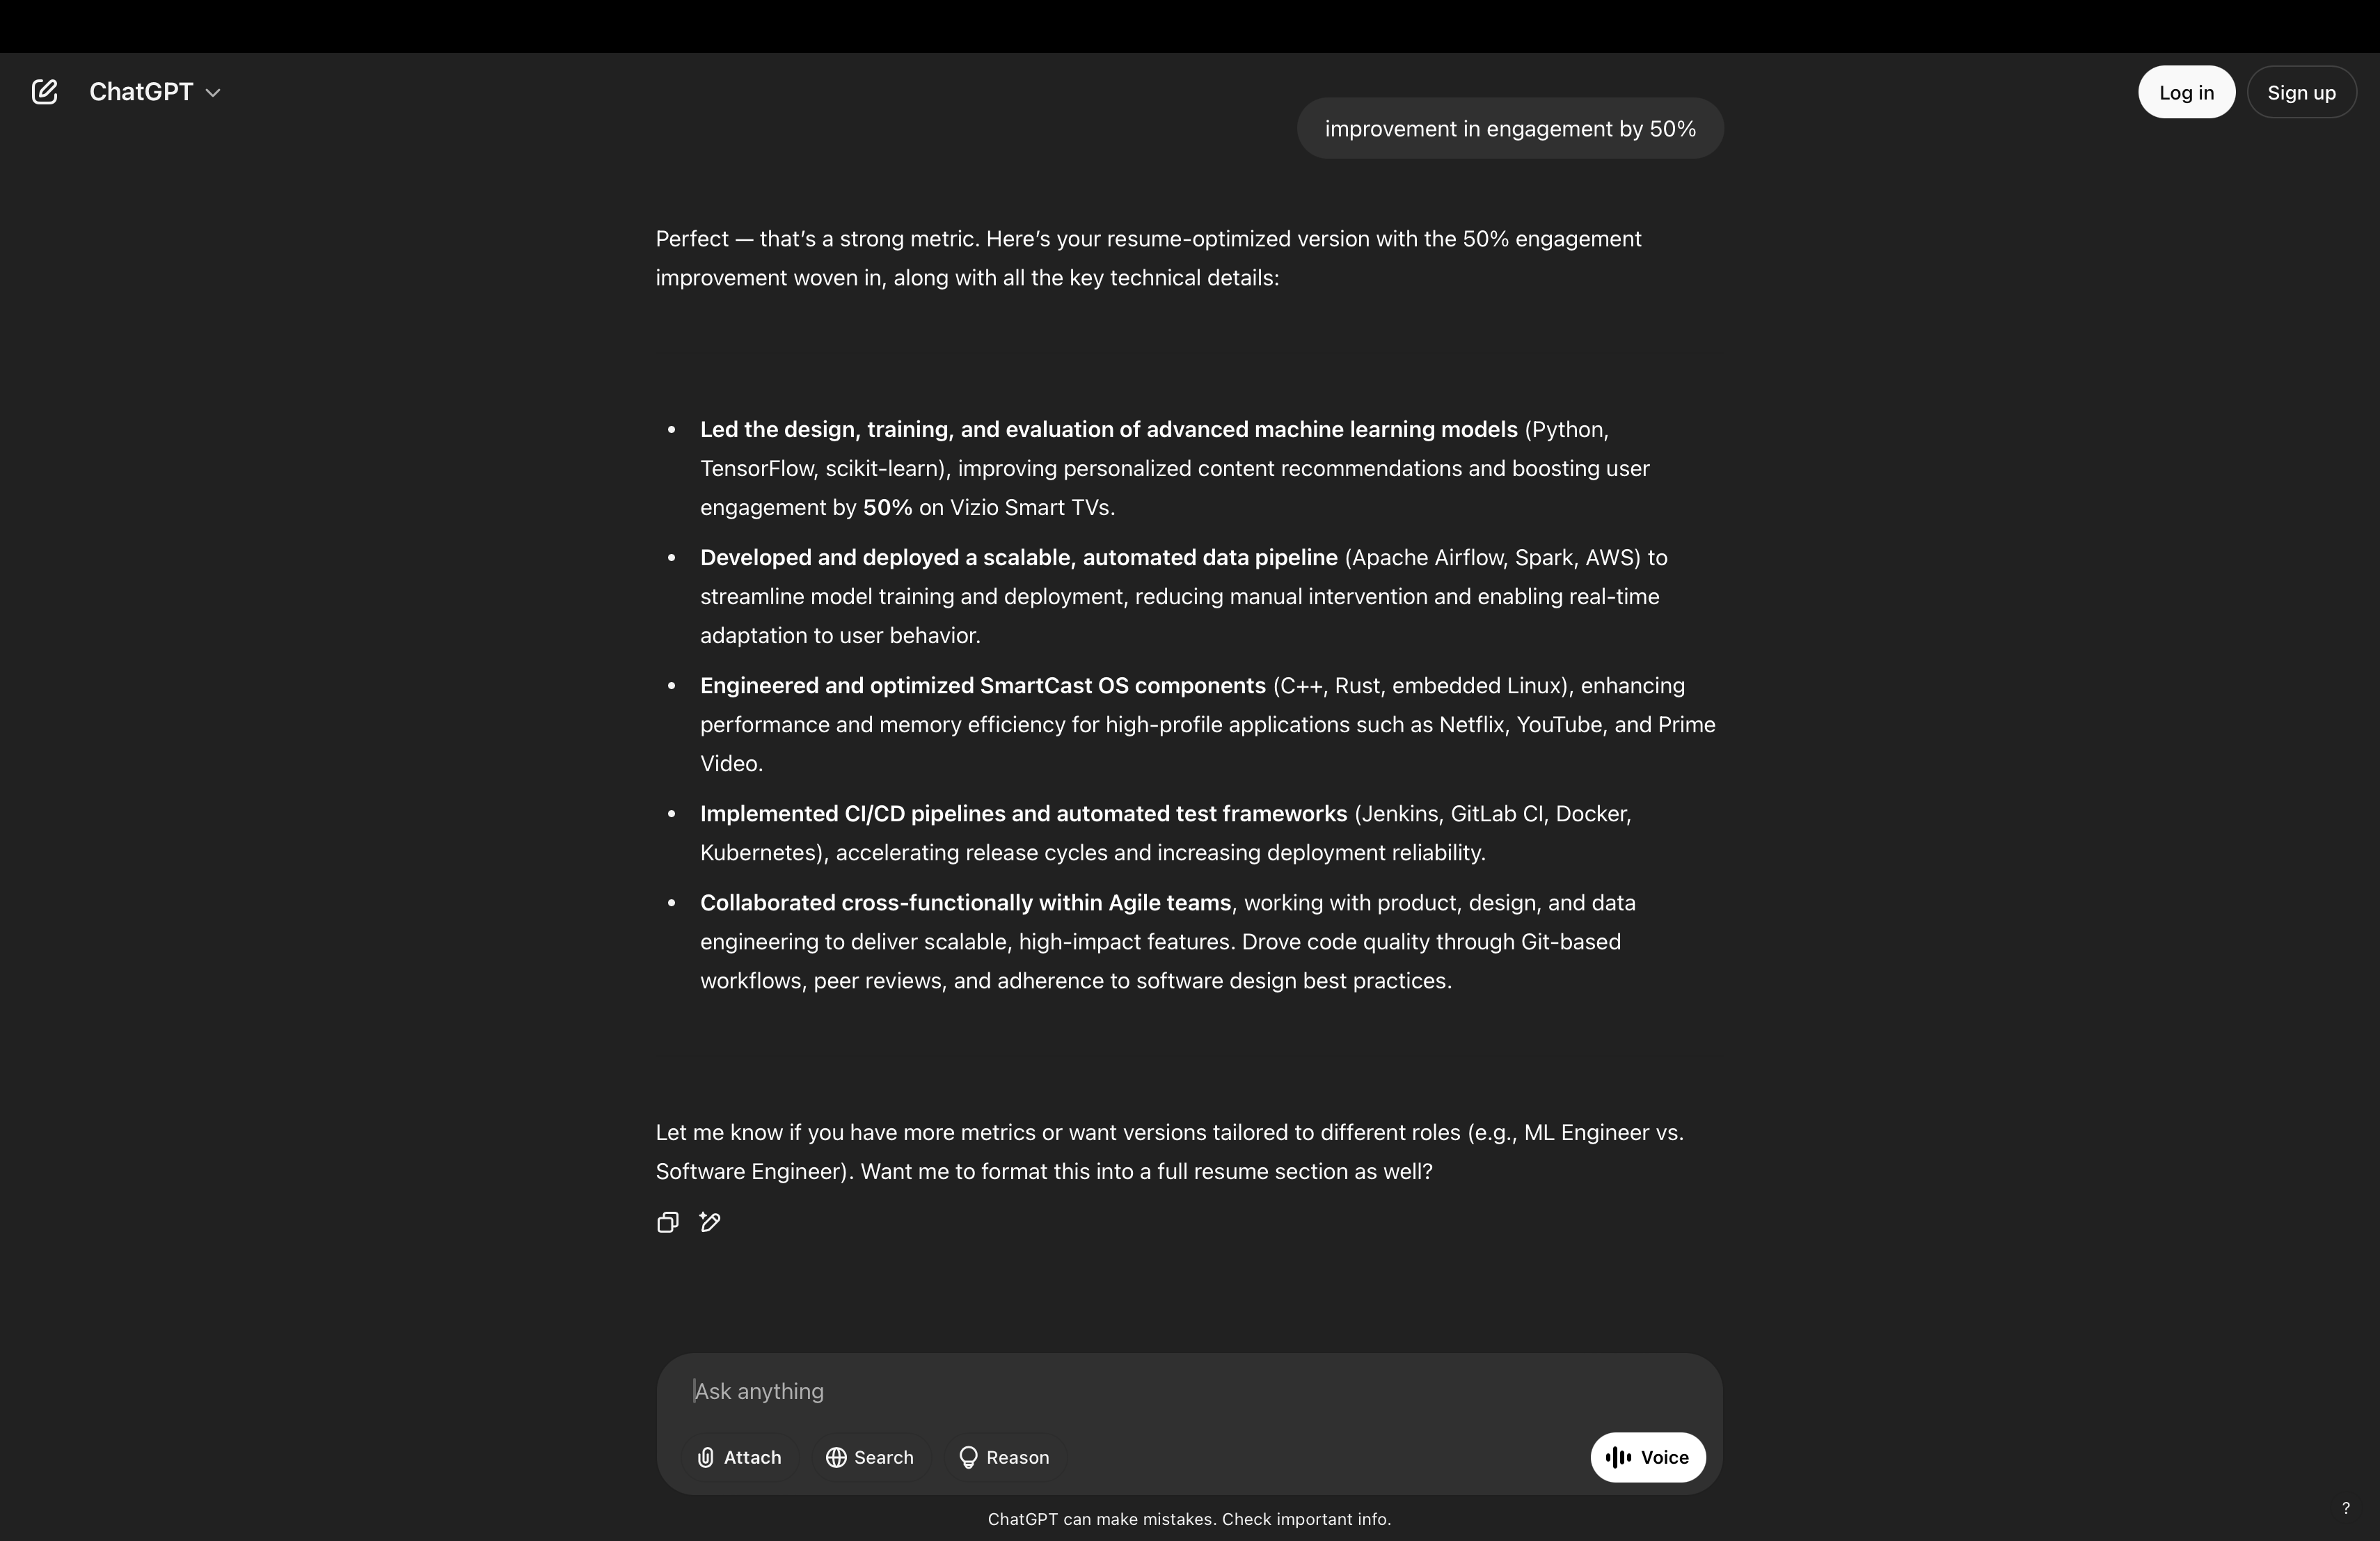 ChatGPT
Log in
Sign up
improvement in engagement by 50%
Perfect — that’s a strong metric. Here’s your resume-optimized version with the 50% engagement
improvement woven in, along with all the key technical details:
• Led the design, training, and evaluation of advanced machine learning models (Python,
TensorFlow, scikit-learn), improving personalized content recommendations and boosting user
engagement by 50% on Vizio Smart TVs.
• Developed and deployed a scalable, automated data pipeline (Apache Airflow, Spark, AWS) to
streamline model training and deployment, reducing manual intervention and enabling real-time
adaptation to user behavior.
• Engineered and optimized SmartCast OS components (C++, Rust, embedded Linux), enhancing
performance and memory efficiency for high-profile applications such as Netflix, YouTube, and Prime
Video.
• Implemented CI/CD pipelines and automated test frameworks (Jenkins, GitLab CI, Docker,
Kubernetes), accelerating release cycles and increasing deployment reliability.
• Collaborated cross-functionally within Agile teams, working with product, design, and data
engineering to deliver scalable, high-impact features. Drove code quality through Git-based
workflows, peer reviews, and adherence to software design best practices.
Let me know if you have more metrics or want versions tailored to different roles (e.g., ML Engineer vs.
Software Engineer). Want me to format this into a full resume section as well?
Ask anything
Attach
Search
Reason
Voice
ChatGPT can make mistakes. Check important info.
?